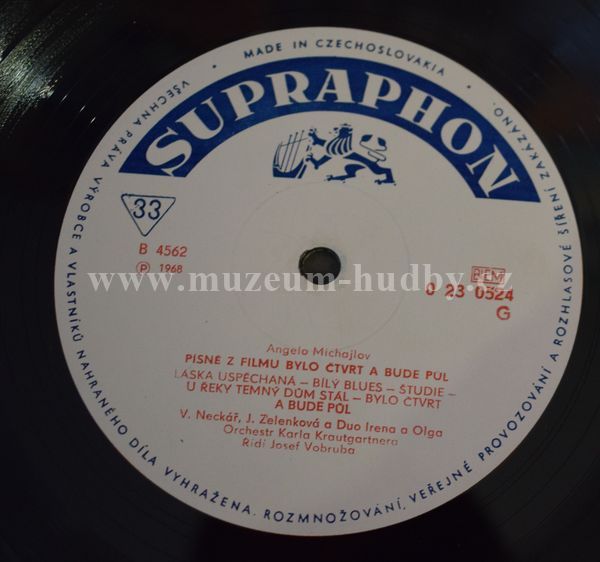 MADE IN CZECHOSLOVAKIA
SUPRAPHON
33
B 4562
Ⓟ 1968
BIEM
0 23 0524
G
www.muzeum-hudby.cz
Angelo Michajlov
PÍSNĚ Z FILMU BYLO ČTVRT A BUDE PŮL
LÁSKA USPĚCHANÁ – BÍLÝ BLUES – ŠTUDIE –
U ŘEKY TEMNÝ DŮM STÁL – BYLO ČTVRT
A BUDE PŮL
V. Neckář, J. Zelenková a Duo Irena a Olga
Orchestr Karla Krautgartnera
Řídí Josef Vobruba
VŠECHNA PRÁVA VÝROBCE A VLASTNÍKŮ NAHRANÉHO DÍLA VYHRAŽENA. ROZMNOŽOVÁNÍ, VEŘEJNÉ PROVOZOVÁNÍ A ROZHLASOVÉ ŠÍŘENÍ ZAKÁZÁNO.